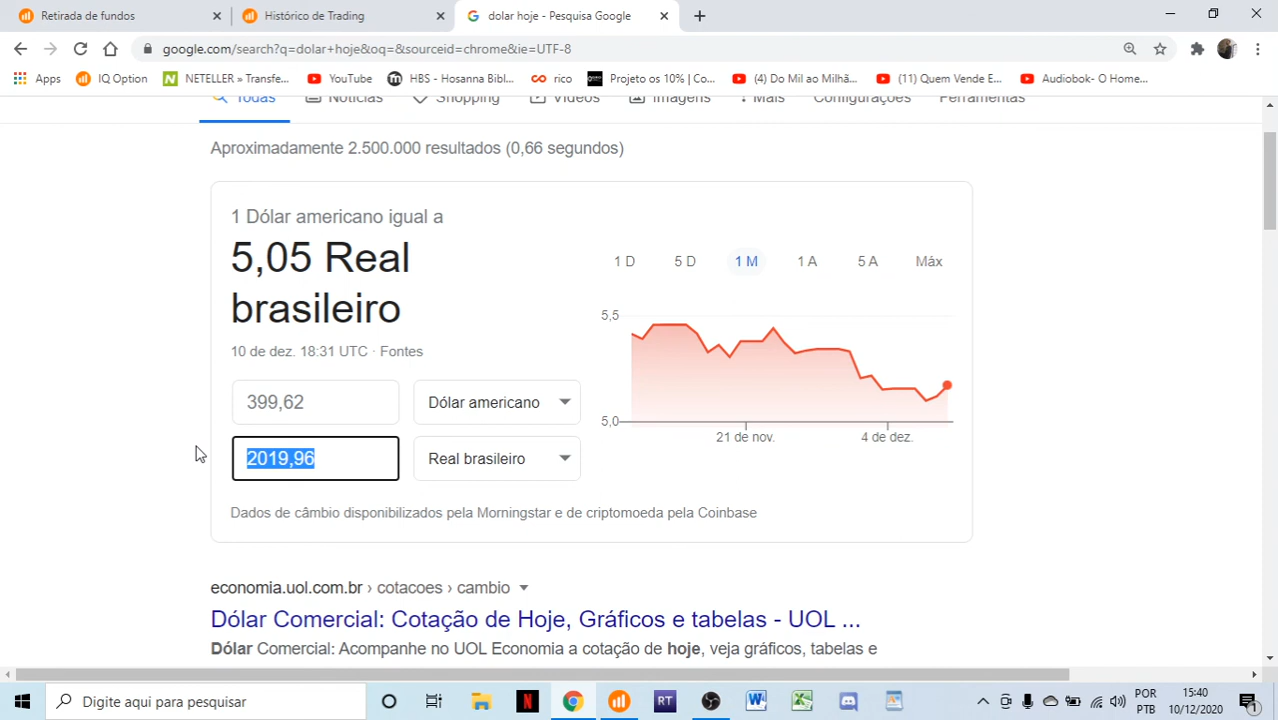 Retirada de fundos
Histórico de Trading
dolar hoje - Pesquisa Google
google.com/search?q=dolar+hoje&oq=&sourceid=chrome&ie=UTF-8
Apps IQ Option NETELLER » Transfe... YouTube HBS - Hosanna Bibl... rico Projeto os 10% | Co... (4) Do Mil ao Milhã... (11) Quem Vende E... Audiobok- O Home...
Todas Notícias Shopping Vídeos Imagens Mais Configurações Ferramentas
Aproximadamente 2.500.000 resultados (0,66 segundos)
1 Dólar americano igual a
5,05 Real
brasileiro
10 de dez. 18:31 UTC · Fontes
399,62 Dólar americano
2019,96 Real brasileiro
1 D 5 D 1 M 1 A 5 A Máx
5,5
5,0
21 de nov. 4 de dez.
Dados de câmbio disponibilizados pela Morningstar e de criptomoeda pela Coinbase
economia.uol.com.br › cotacoes › cambio
Dólar Comercial: Cotação de Hoje, Gráficos e tabelas - UOL ...
Dólar Comercial: Acompanhe no UOL Economia a cotação de hoje, veja gráficos, tabelas e
Digite aqui para pesquisar
N
RT
W
X
POR
PTB
15:40
10/12/2020
1